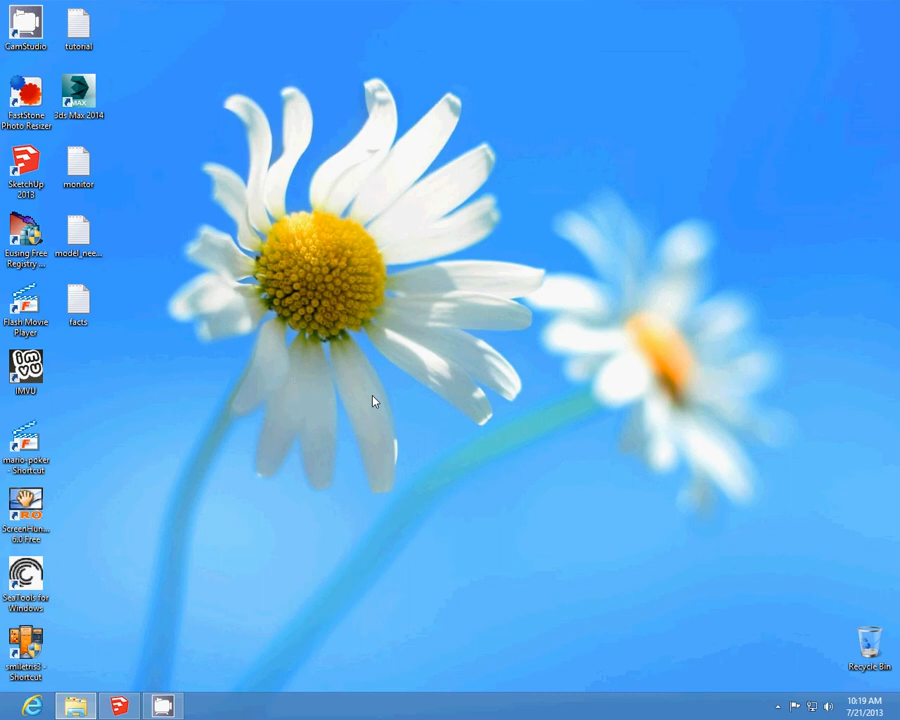 CamStudio
tutorial
FastStone
Photo Resizer
3ds Max 2014
SketchUp
2013
monitor
Eusing Free
Registry ...
model_nee...
Flash Movie
Player
facts
IMVU
mario-poker
- Shortcut
ScreenHun...
6.0 Free
SeaTools for
Windows
smiletris3 -
Shortcut
Recycle Bin
10:19 AM
7/21/2013